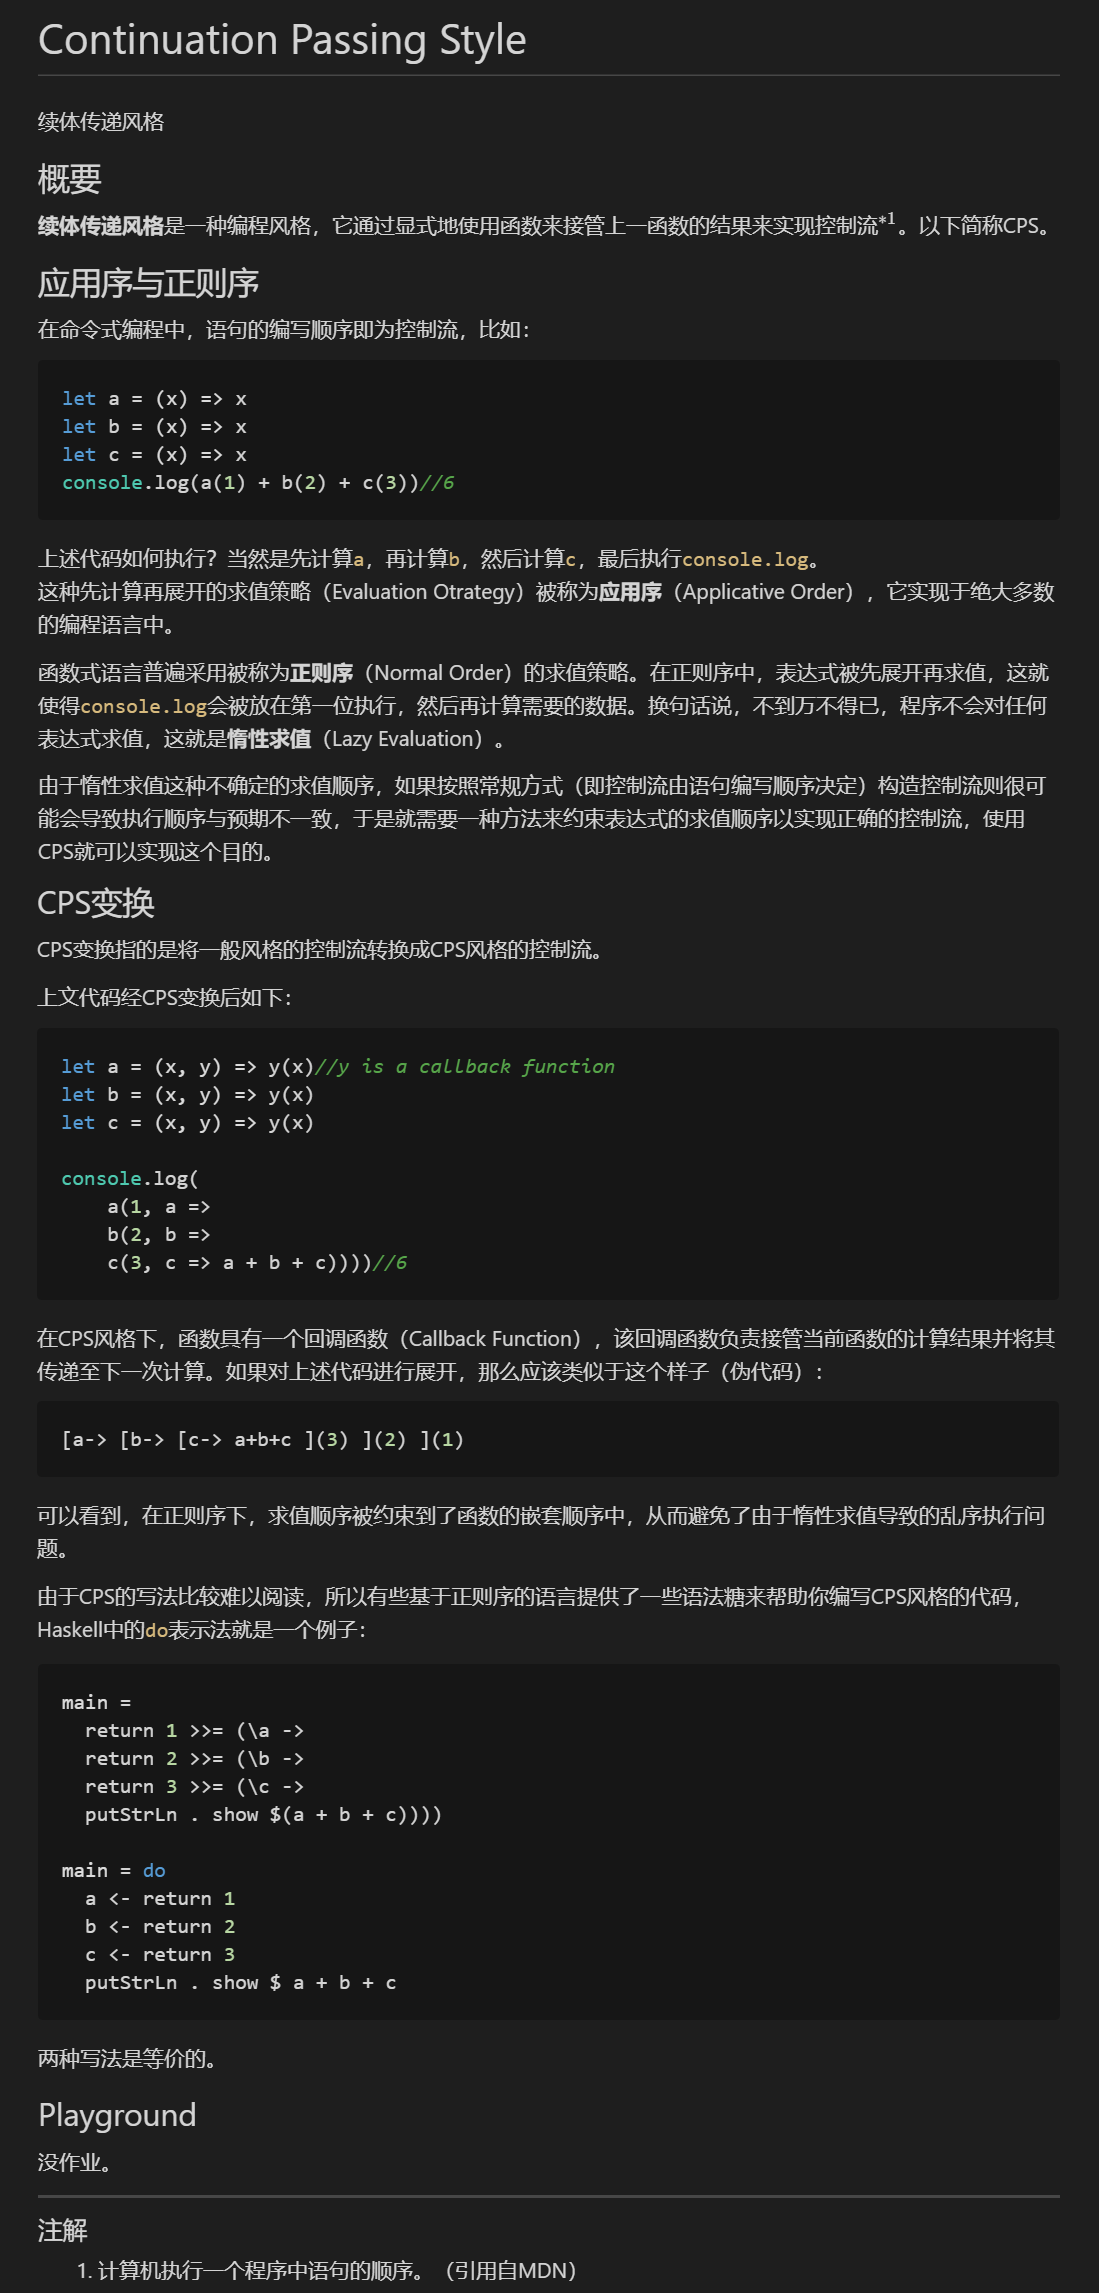 Continuation Passing Style
续体传递风格
概要
续体传递风格是一种编程风格，它通过显式地使用函数来接管上一函数的结果来实现控制流*1。以下简称CPS。
应用序与正则序
在命令式编程中，语句的编写顺序即为控制流，比如：
let a = (x) => x
let b = (x) => x
let c = (x) => x
console.log(a(1) + b(2) + c(3))//6
上述代码如何执行？当然是先计算a，再计算b，然后计算c，最后执行console.log。
这种先计算再展开的求值策略（Evaluation Otrategy）被称为应用序（Applicative Order），它实现于绝大多数
的编程语言中。
函数式语言普遍采用被称为正则序（Normal Order）的求值策略。在正则序中，表达式被先展开再求值，这就
使得console.log会被放在第一位执行，然后再计算需要的数据。换句话说，不到万不得已，程序不会对任何
表达式求值，这就是惰性求值（Lazy Evaluation）。
由于惰性求值这种不确定的求值顺序，如果按照常规方式（即控制流由语句编写顺序决定）构造控制流则很可
能会导致执行顺序与预期不一致，于是就需要一种方法来约束表达式的求值顺序以实现正确的控制流，使用
CPS就可以实现这个目的。
CPS变换
CPS变换指的是将一般风格的控制流转换成CPS风格的控制流。
上文代码经CPS变换后如下：
let a = (x, y) => y(x)//y is a callback function
let b = (x, y) => y(x)
let c = (x, y) => y(x)
console.log(
    a(1, a =>
    b(2, b =>
    c(3, c => a + b + c))))//6
在CPS风格下，函数具有一个回调函数（Callback Function），该回调函数负责接管当前函数的计算结果并将其
传递至下一次计算。如果对上述代码进行展开，那么应该类似于这个样子（伪代码）：
[a-> [b-> [c-> a+b+c ](3) ](2) ](1)
可以看到，在正则序下，求值顺序被约束到了函数的嵌套顺序中，从而避免了由于惰性求值导致的乱序执行问
题。
由于CPS的写法比较难以阅读，所以有些基于正则序的语言提供了一些语法糖来帮助你编写CPS风格的代码，
Haskell中的do表示法就是一个例子：
main =
  return 1 >>= (\a ->
  return 2 >>= (\b ->
  return 3 >>= (\c ->
  putStrLn . show $(a + b + c))))
main = do
  a <- return 1
  b <- return 2
  c <- return 3
  putStrLn . show $ a + b + c
两种写法是等价的。
Playground
没作业。
注解
1. 计算机执行一个程序中语句的顺序。（引用自MDN）